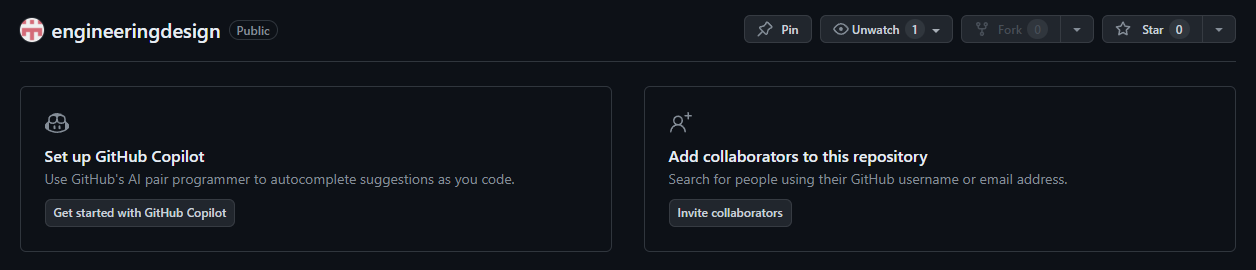 engineeringdesign Public Pin Unwatch 1 Fork 0 Star 0
Set up GitHub Copilot
Use GitHub's AI pair programmer to autocomplete suggestions as you code.
Get started with GitHub Copilot
Add collaborators to this repository
Search for people using their GitHub username or email address.
Invite collaborators